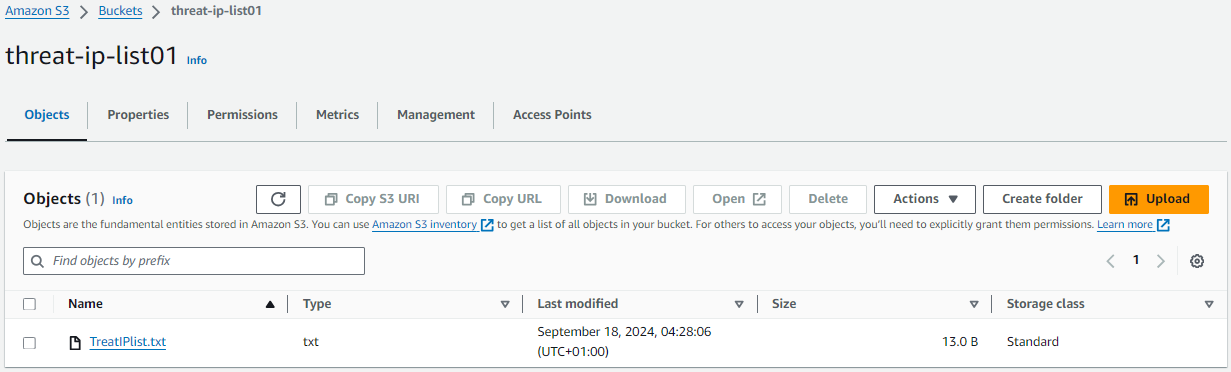 Amazon S3 > Buckets > threat-ip-list01
threat-ip-list01 Info
Objects Properties Permissions Metrics Management Access Points
Objects (1) Info Copy S3 URI Copy URL Download Open Delete Actions Create folder Upload
Objects are the fundamental entities stored in Amazon S3. You can use Amazon S3 inventory to get a list of all objects in your bucket. For others to access your objects, you'll need to explicitly grant them permissions. Learn more
Find objects by prefix 1
Name Type Last modified Size Storage class
TreatIPlist.txt txt September 18, 2024, 04:28:06 13.0 B Standard
(UTC+01:00)